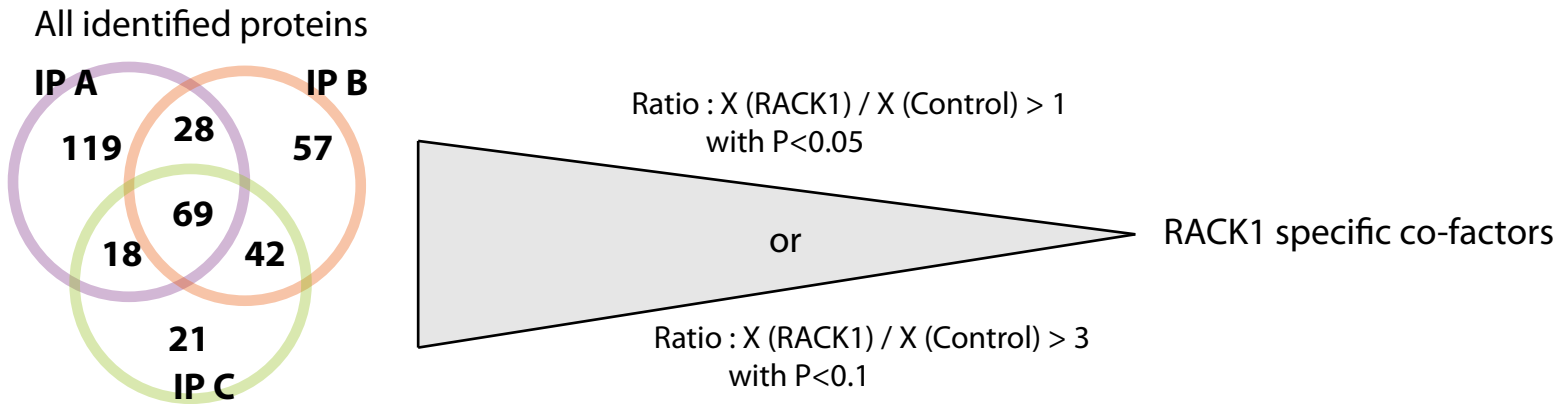 All identified proteins
IP A
IP B
119
28
57
69
18
42
21
IP C
Ratio : X (RACK1) / X (Control) > 1
with P<0.05
or
Ratio : X (RACK1) / X (Control) > 3
with P<0.1
RACK1 specific co-factors